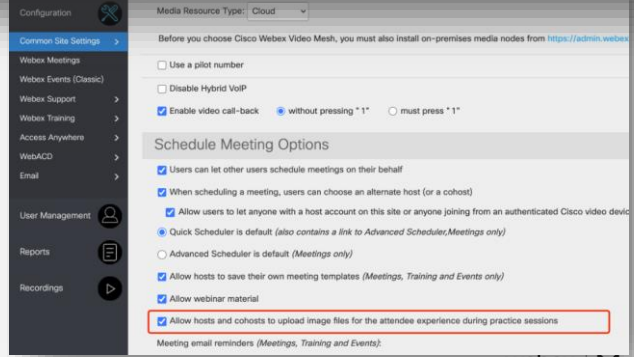 Configuration
Common Site Settings >
Webex Meetings
Webex Events (Classic)
Webex Support >
Webex Training >
Access Anywhere >
WebACD >
Email >
User Management
Reports
Recordings
Media Resource Type: Cloud
Before you choose Cisco Webex Video Mesh, you must also install on-premises media nodes from https://admin.webex
Use a pilot number
Disable Hybrid VoIP
Enable video call-back without pressing "1" must press "1"
Schedule Meeting Options
Users can let other users schedule meetings on their behalf
When scheduling a meeting, users can choose an alternate host (or a cohost)
Allow users to let anyone with a host account on this site or anyone joining from an authenticated Cisco video devic
Quick Scheduler is default (also contains a link to Advanced Scheduler,Meetings only)
Advanced Scheduler is default (Meetings only)
Allow hosts to save their own meeting templates (Meetings, Training and Events only)
Allow webinar material
Allow hosts and cohosts to upload image files for the attendee experience during practice sessions
Meeting email reminders (Meetings, Training and Events):